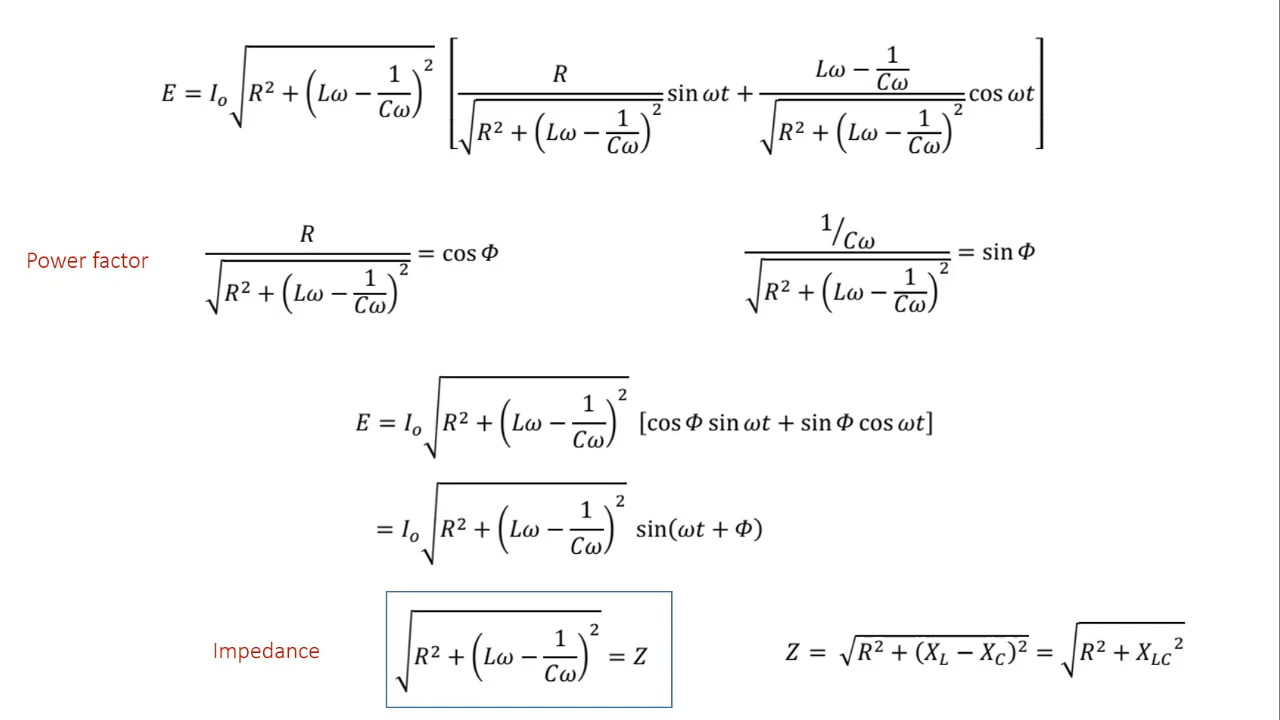 E = I₀ √(R² + (Lω − 1/Cω)²) [ R / √(R² + (Lω − 1/Cω)²) sin ωt + (Lω − 1/Cω) / √(R² + (Lω − 1/Cω)²) cos ωt ]
Power factor R / √(R² + (Lω − 1/Cω)²) = cos Φ
(1/Cω) / √(R² + (Lω − 1/Cω)²) = sin Φ
E = I₀ √(R² + (Lω − 1/Cω)²) [cos Φ sin ωt + sin Φ cos ωt]
= I₀ √(R² + (Lω − 1/Cω)²) sin(ωt + Φ)
Impedance √(R² + (Lω − 1/Cω)²) = Z
Z = √(R² + (X_L − X_C)²) = √(R² + X_LC²)